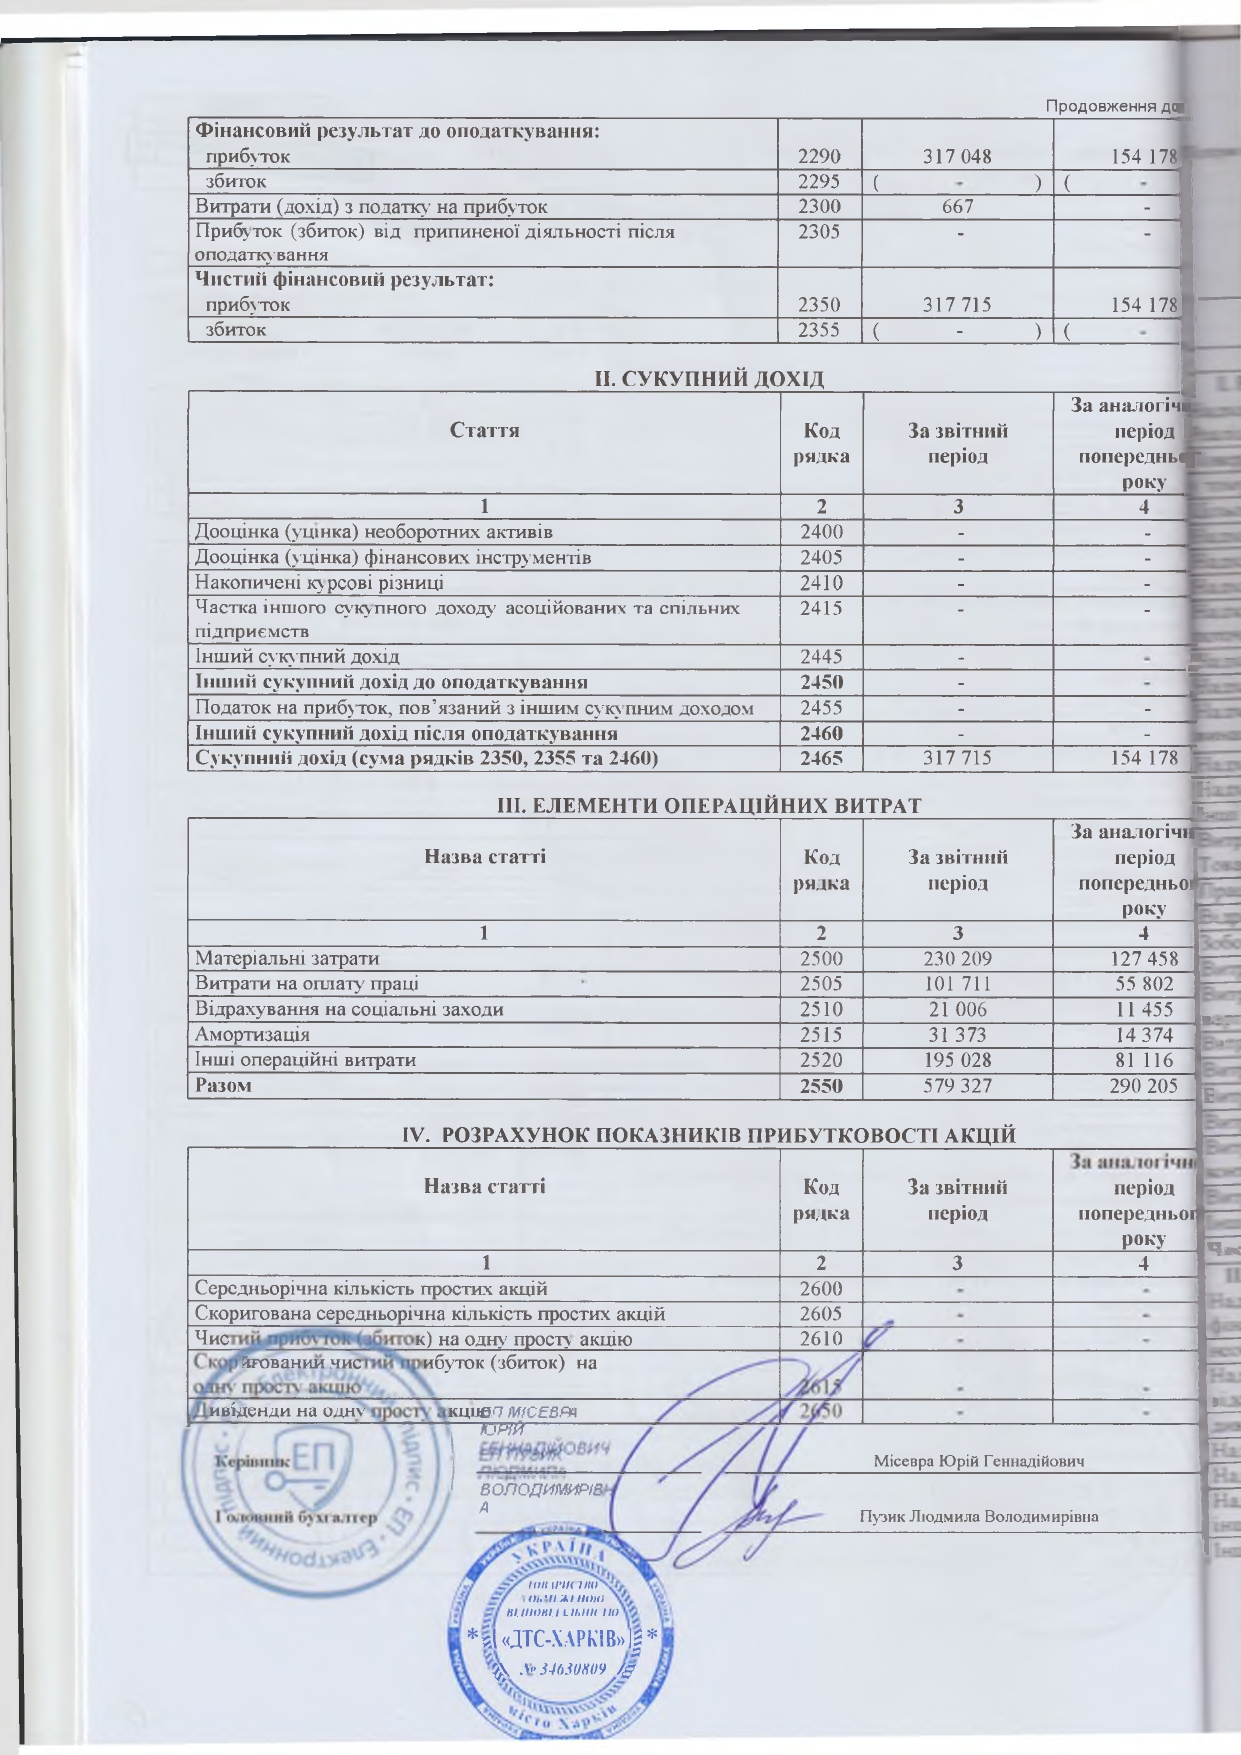 Продовження
Фінансовий результат до оподаткування:
прибуток 2290 317 048 154 178
збиток 2295 ( - ) ( -
Витрати (дохід) з податку на прибуток 2300 667 -
Прибуток (збиток) від припиненої діяльності після 2305 - -
оподаткування
Чистий фінансовий результат:
прибуток 2350 317 715 154 178
збиток 2355 ( - ) ( -
ІІ. СУКУПНИЙ ДОХІД
За аналогічн
Стаття Код За звітний період
рядка період попереднього
року
1 2 3 4
Дооцінка (уцінка) необоротних активів 2400 - -
Дооцінка (уцінка) фінансових інструментів 2405 - -
Накопичені курсові різниці 2410 - -
Частка іншого сукупного доходу асоційованих та спільних 2415 - -
підприємств
Інший сукупний дохід 2445 - -
Інший сукупний дохід до оподаткування 2450 - -
Податок на прибуток, пов’язаний з іншим сукупним доходом 2455 - -
Інший сукупний дохід після оподаткування 2460 - -
Сукупний дохід (сума рядків 2350, 2355 та 2460) 2465 317 715 154 178
ІІІ. ЕЛЕМЕНТИ ОПЕРАЦІЙНИХ ВИТРАТ
За аналогічн
Назва статті Код За звітний період
рядка період попередньог
року
1 2 3 4
Матеріальні затрати 2500 230 209 127 458
Витрати на оплату праці 2505 101 711 55 802
Відрахування на соціальні заходи 2510 21 006 11 455
Амортизація 2515 31 373 14 374
Інші операційні витрати 2520 195 028 81 116
Разом 2550 579 327 290 205
IV. РОЗРАХУНОК ПОКАЗНИКІВ ПРИБУТКОВОСТІ АКЦІЙ
За аналогічн
Назва статті Код За звітний період
рядка період попередньог
року
1 2 3 4
Середньорічна кількість простих акцій 2600 - -
Скоригована середньорічна кількість простих акцій 2605 - -
Чистий прибуток (збиток) на одну просту акцію 2610 - -
Скоригований чистий прибуток (збиток) на
одну просту акцію 2615 - -
Дивіденди на одну просту акцію 2650 - -
ЕП МІСЕВРА
ЮРІЙ
ГЕННАДІЙОВИЧ
ЕП ПУЗИК
Керівник Місевра Юрій Геннадійович
ЛЮДМИЛА
ВОЛОДИМИРІВН
А
Головний бухгалтер Пузик Людмила Володимирівна
Електронний підпис • ЕП • Електронний підпис
ЕП
УКРАЇНА
ТОВАРИСТВО
З ОБМЕЖЕНОЮ
ВІДПОВІДАЛЬНІСТЮ
* «ДТС-ХАРКІВ» *
№ 34630809
місто Харків